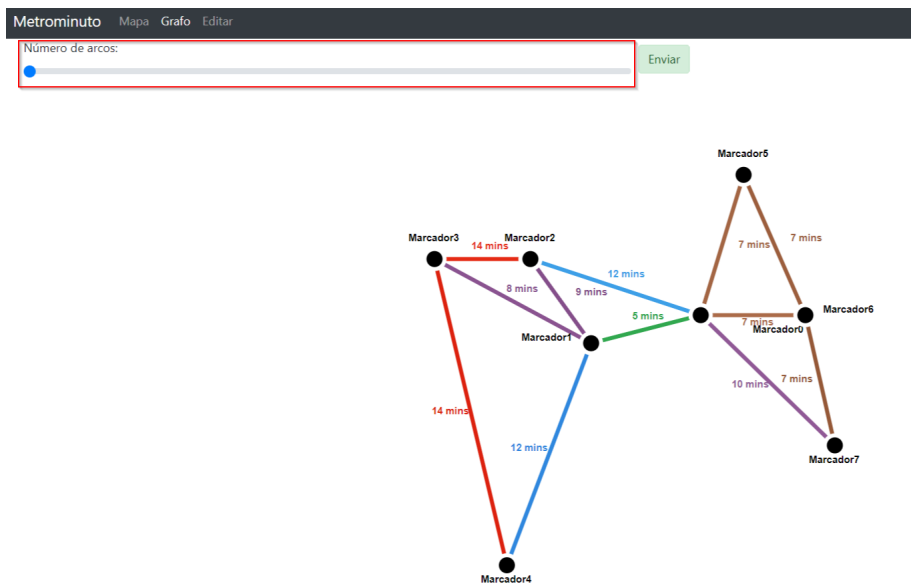 Metrominuto Mapa Grafo Editar
Número de arcos:
Enviar
Marcador5
Marcador3
Marcador2
14 mins
7 mins
7 mins
12 mins
8 mins
9 mins
5 mins
Marcador6
7 mins
Marcador0
Marcador1
10 mins
7 mins
14 mins
12 mins
Marcador7
Marcador4